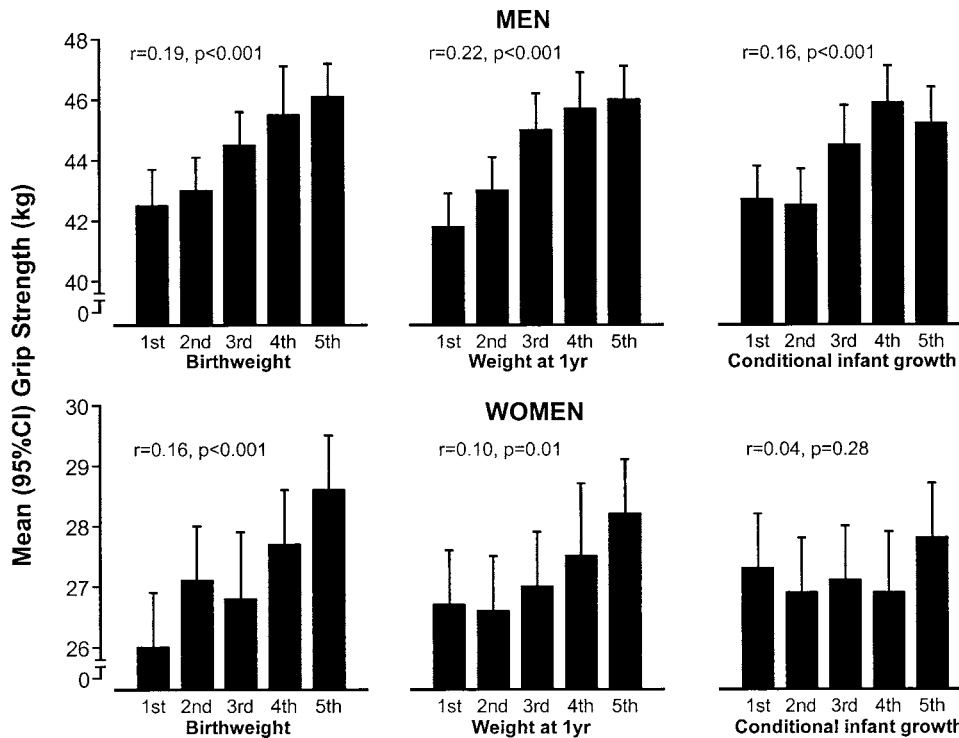 MEN
Mean (95%CI) Grip Strength (kg)
48
46
44
42
40
0
r=0.19, p<0.001
1st 2nd 3rd 4th 5th
Birthweight
r=0.22, p<0.001
1st 2nd 3rd 4th 5th
Weight at 1yr
r=0.16, p<0.001
1st 2nd 3rd 4th 5th
Conditional infant growth
WOMEN
30
29
28
27
26
0
r=0.16, p<0.001
1st 2nd 3rd 4th 5th
Birthweight
r=0.10, p=0.01
1st 2nd 3rd 4th 5th
Weight at 1yr
r=0.04, p=0.28
1st 2nd 3rd 4th 5th
Conditional infant growth